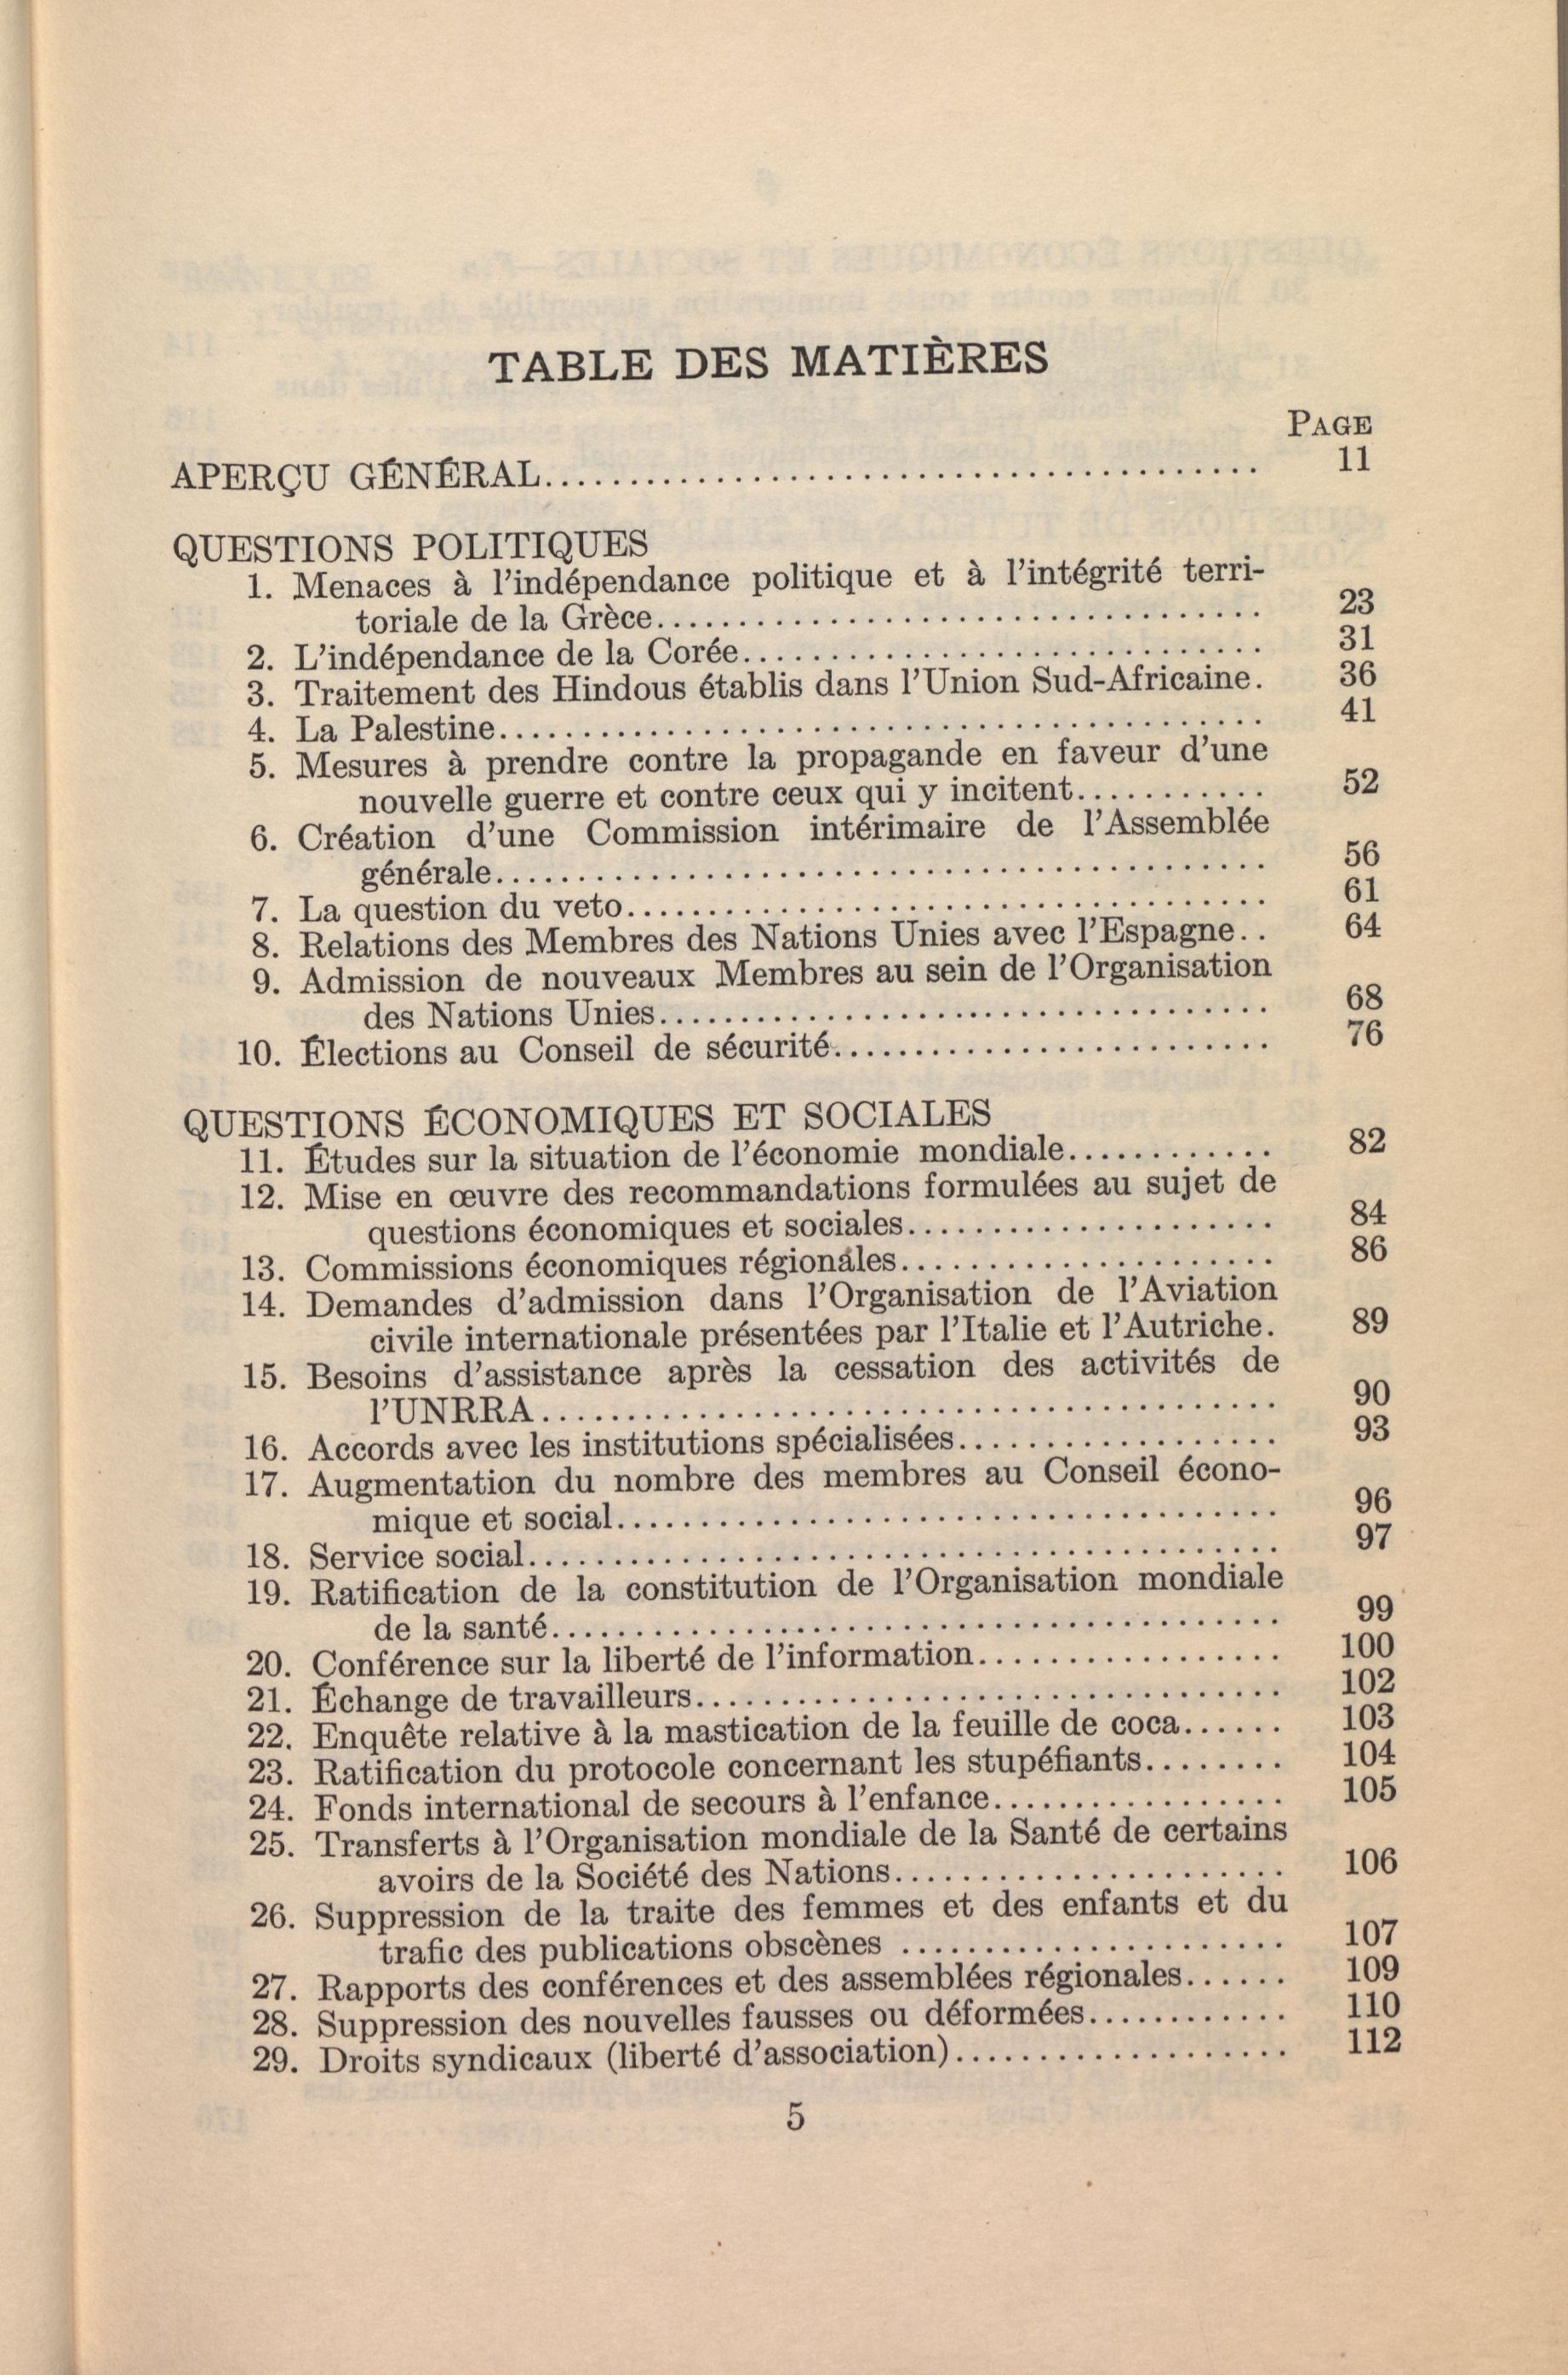 TABLE DES MATIÈRES
PAGE
APERÇU GÉNÉRAL............................................ 11
QUESTIONS POLITIQUES
1. Menaces à l'indépendance politique et à l'intégrité terri-
toriale de la Grèce..................................... 23
2. L'indépendance de la Corée................................ 31
3. Traitement des Hindous établis dans l'Union Sud-Africaine. 36
4. La Palestine.............................................. 41
5. Mesures à prendre contre la propagande en faveur d'une
nouvelle guerre et contre ceux qui y incitent............ 52
6. Création d'une Commission intérimaire de l'Assemblée
générale............................................... 56
7. La question du veto....................................... 61
8. Relations des Membres des Nations Unies avec l'Espagne.. 64
9. Admission de nouveaux Membres au sein de l'Organisation
des Nations Unies...................................... 68
10. Élections au Conseil de sécurité........................... 76
QUESTIONS ÉCONOMIQUES ET SOCIALES
11. Études sur la situation de l'économie mondiale............ 82
12. Mise en œuvre des recommandations formulées au sujet de
questions économiques et sociales...................... 84
13. Commissions économiques régionales...................... 86
14. Demandes d'admission dans l'Organisation de l'Aviation
civile internationale présentées par l'Italie et l'Autriche. 89
15. Besoins d'assistance après la cessation des activités de
l'UNRRA............................................. 90
16. Accords avec les institutions spécialisées................... 93
17. Augmentation du nombre des membres au Conseil écono-
mique et social........................................ 96
18. Service social............................................. 97
19. Ratification de la constitution de l'Organisation mondiale
de la santé............................................ 99
20. Conférence sur la liberté de l'information.................. 100
21. Échange de travailleurs................................... 102
22. Enquête relative à la mastication de la feuille de coca...... 103
23. Ratification du protocole concernant les stupéfiants........ 104
24. Fonds international de secours à l'enfance................. 105
25. Transferts à l'Organisation mondiale de la Santé de certains
avoirs de la Société des Nations........................ 106
26. Suppression de la traite des femmes et des enfants et du
trafic des publications obscènes ....................... 107
27. Rapports des conférences et des assemblées régionales...... 109
28. Suppression des nouvelles fausses ou déformées............ 110
29. Droits syndicaux (liberté d'association).................... 112
5